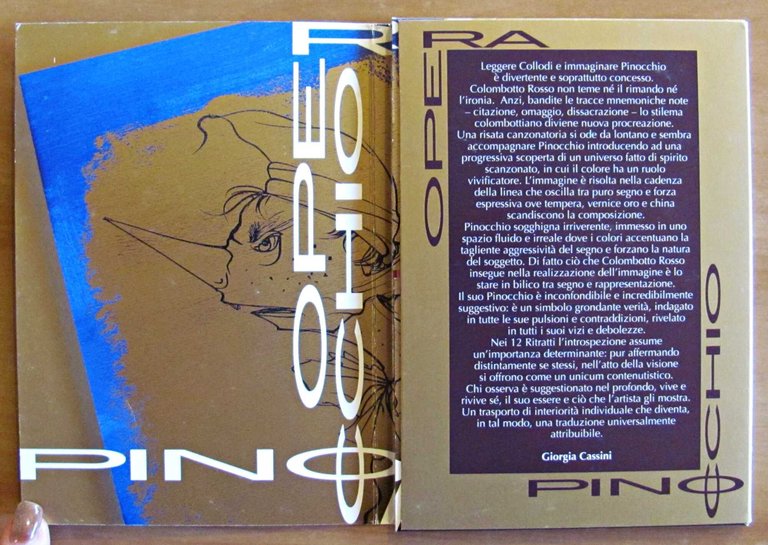 OPERA
PINOCCHIO
OPERA
Leggere Collodi e immaginare Pinocchio
è divertente e soprattutto concesso.
Colombotto Rosso non teme né il rimando né
l'ironia. Anzi, bandite le tracce mnemoniche note
– citazione, omaggio, dissacrazione – lo stilema
colombottiano diviene nuova procreazione.
Una risata canzonatoria si ode da lontano e sembra
accompagnare Pinocchio introducendo ad una
progressiva scoperta di un universo fatto di spirito
scanzonato, in cui il colore ha un ruolo
vivificatore. L'immagine è risolta nella cadenza
della linea che oscilla tra puro segno e forza
espressiva ove tempera, vernice oro e china
scandiscono la composizione.
Pinocchio sogghigna irriverente, immesso in uno
spazio fluido e irreale dove i colori accentuano la
tagliente aggressività del segno e forzano la natura
del soggetto. Di fatto ciò che Colombotto Rosso
insegue nella realizzazione dell'immagine è lo
stare in bilico tra segno e rappresentazione.
Il suo Pinocchio è inconfondibile e incredibilmente
suggestivo: è un simbolo grondante verità, indagato
in tutte le sue pulsioni e contraddizioni, rivelato
in tutti i suoi vizi e debolezze.
Nei 12 Ritratti l'introspezione assume
un'importanza determinante: pur affermando
distintamente se stessi, nell'atto della visione
si offrono come un unicum contenutistico.
Chi osserva è suggestionato nel profondo, vive e
rivive sé, il suo essere e ciò che l'artista gli mostra.
Un trasporto di interiorità individuale che diventa,
in tal modo, una traduzione universalmente
attribuibile.
Giorgia Cassini
PINOCCHIO